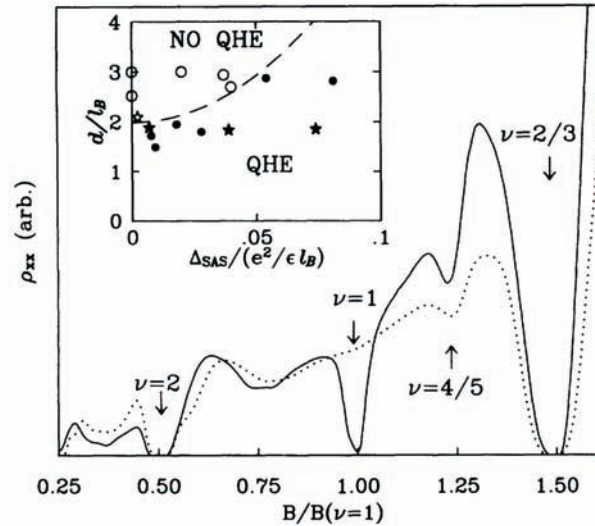 NO QHE
QHE
d/l_B
4
3
2
1
0
0
.05
.1
Δ_SAS/(e²/ϵ l_B)
ρ_xx (arb.)
ν=2/3
ν=1
ν=4/5
ν=2
0.25
0.50
0.75
1.00
1.25
1.50
B/B(ν=1)